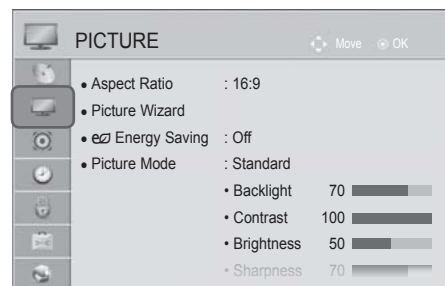 PICTURE
Move OK
• Aspect Ratio : 16:9
• Picture Wizard
• Energy Saving : Off
• Picture Mode : Standard
• Backlight 70
• Contrast 100
• Brightness 50
• Sharpness 70